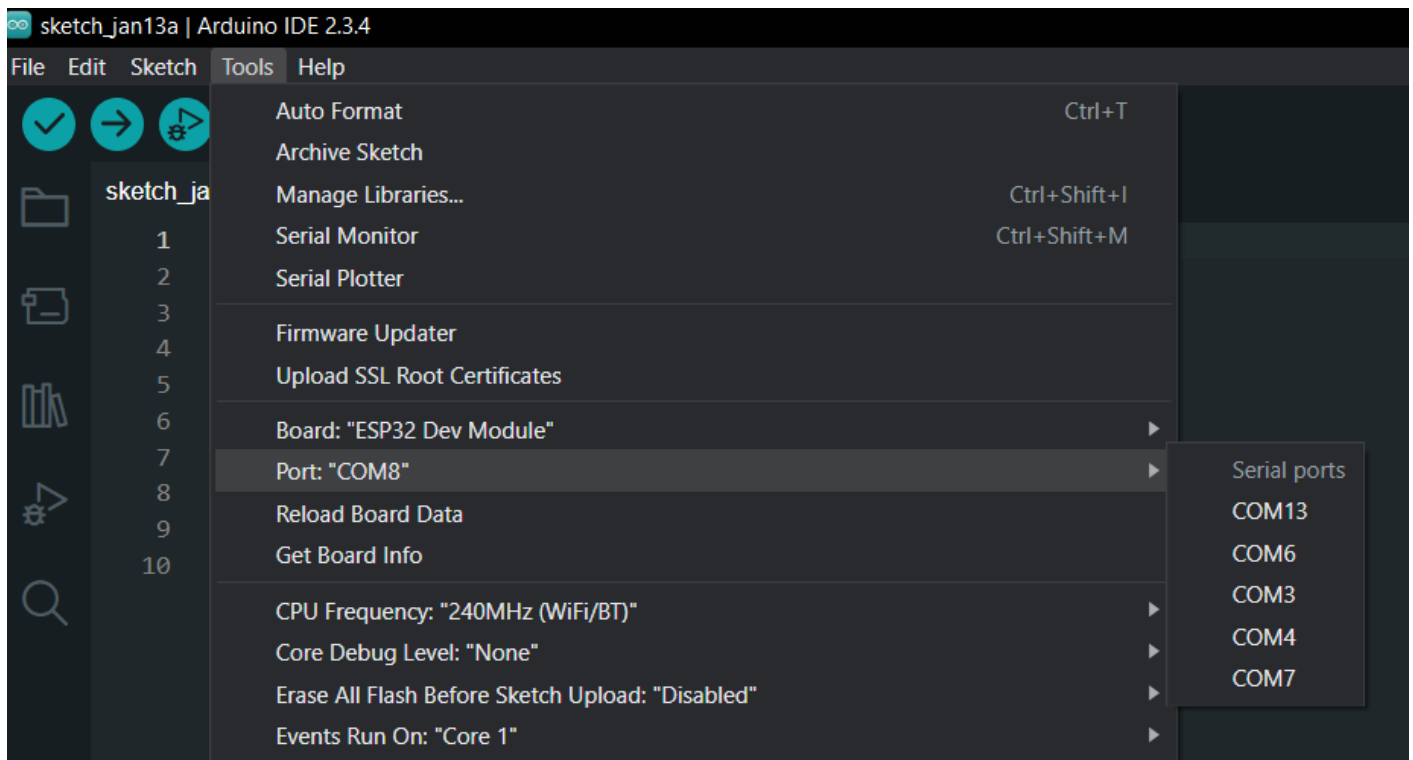 sketch_jan13a | Arduino IDE 2.3.4
File Edit Sketch Tools Help
Auto Format Ctrl+T
Archive Sketch
sketch_ja
Manage Libraries... Ctrl+Shift+I
1
Serial Monitor Ctrl+Shift+M
2
Serial Plotter
3
Firmware Updater
4
Upload SSL Root Certificates
5
6
Board: "ESP32 Dev Module"
7
Port: "COM8"
Serial ports
8
Reload Board Data
COM13
9
Get Board Info
COM6
10
CPU Frequency: "240MHz (WiFi/BT)"
COM3
Core Debug Level: "None"
COM4
Erase All Flash Before Sketch Upload: "Disabled"
COM7
Events Run On: "Core 1"